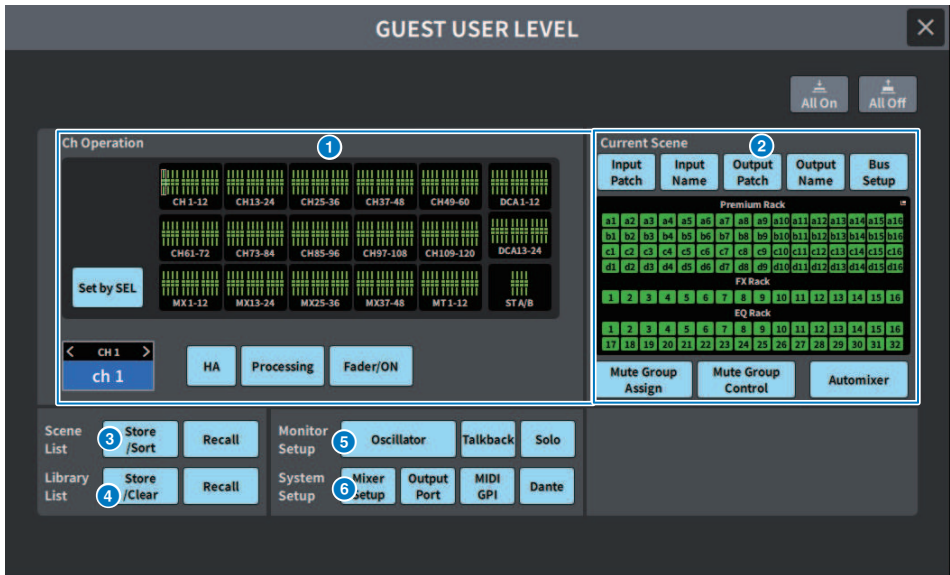 GUEST USER LEVEL
All On
All Off
Ch Operation
1
CH 1-12
CH13-24
CH25-36
CH37-48
CH49-60
DCA1-12
CH61-72
CH73-84
CH85-96
CH97-108
CH109-120
DCA13-24
Set by SEL
MX 1-12
MX13-24
MX25-36
MX37-48
MT 1-12
ST A/B
CH 1
ch 1
HA
Processing
Fader/ON
Current Scene
2
Input
Patch
Input
Name
Output
Patch
Output
Name
Bus
Setup
Premium Rack
a1 a2 a3 a4 a5 a6 a7 a8 a9 a10 a11 a12 a13 a14 a15 a16
b1 b2 b3 b4 b5 b6 b7 b8 b9 b10 b11 b12 b13 b14 b15 b16
c1 c2 c3 c4 c5 c6 c7 c8 c9 c10 c11 c12 c13 c14 c15 c16
d1 d2 d3 d4 d5 d6 d7 d8 d9 d10 d11 d12 d13 d14 d15 d16
FX Rack
1 2 3 4 5 6 7 8 9 10 11 12 13 14 15 16
EQ Rack
1 2 3 4 5 6 7 8 9 10 11 12 13 14 15 16
17 18 19 20 21 22 23 24 25 26 27 28 29 30 31 32
Mute Group
Assign
Mute Group
Control
Automixer
Scene
List
3
Store
/Sort
Recall
Library
List
4
Store
/Clear
Recall
Monitor
Setup
5
Oscillator
Talkback
Solo
System
Setup
6
Mixer
Setup
Output
Port
MIDI
GPI
Dante